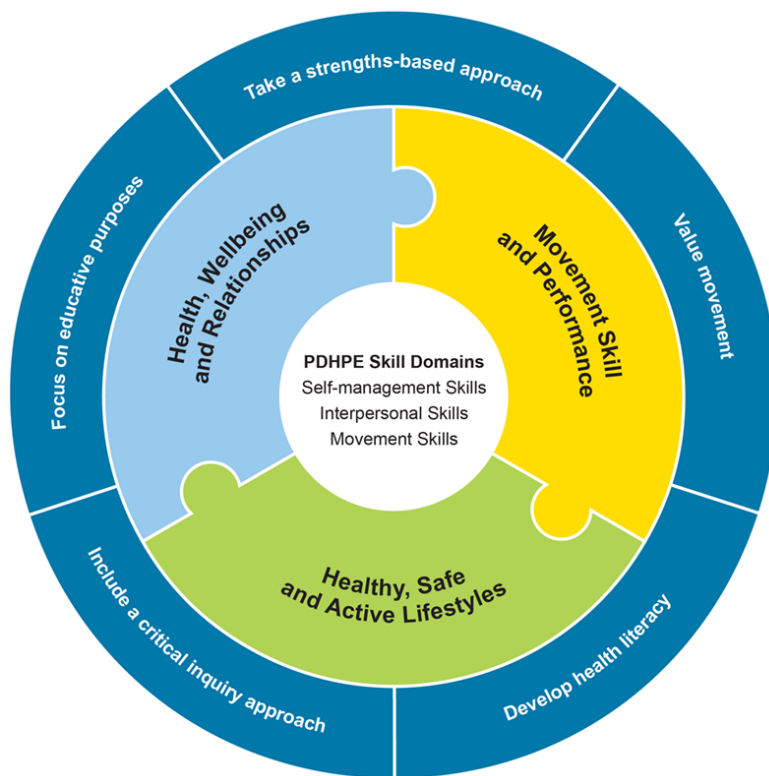 Take a strengths-based approach
Value movement
Develop health literacy
Include a critical inquiry approach
Focus on educative purposes
Health, Wellbeing
and Relationships
Movement Skill
and Performance
Healthy, Safe
and Active Lifestyles
PDHPE Skill Domains
Self-management Skills
Interpersonal Skills
Movement Skills